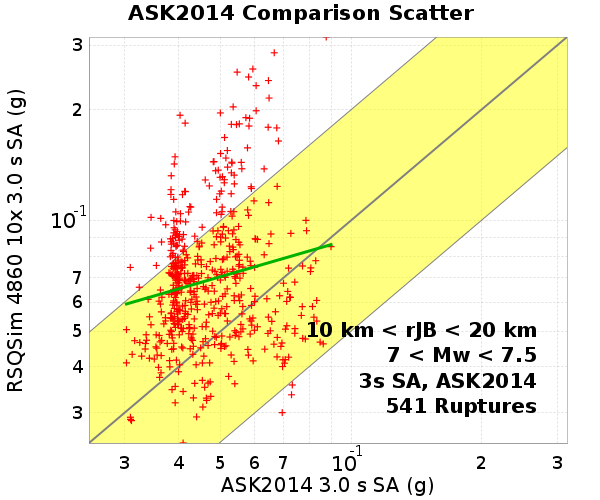 ASK2014 Comparison Scatter
RSQSim 4860 10x 3.0 s SA (g)
3
2
10-1
7
6
5
4
3
10 km < rJB < 20 km
7 < Mw < 7.5
3s SA, ASK2014
541 Ruptures
3 4 5 6 7 10-1 2 3
ASK2014 3.0 s SA (g)